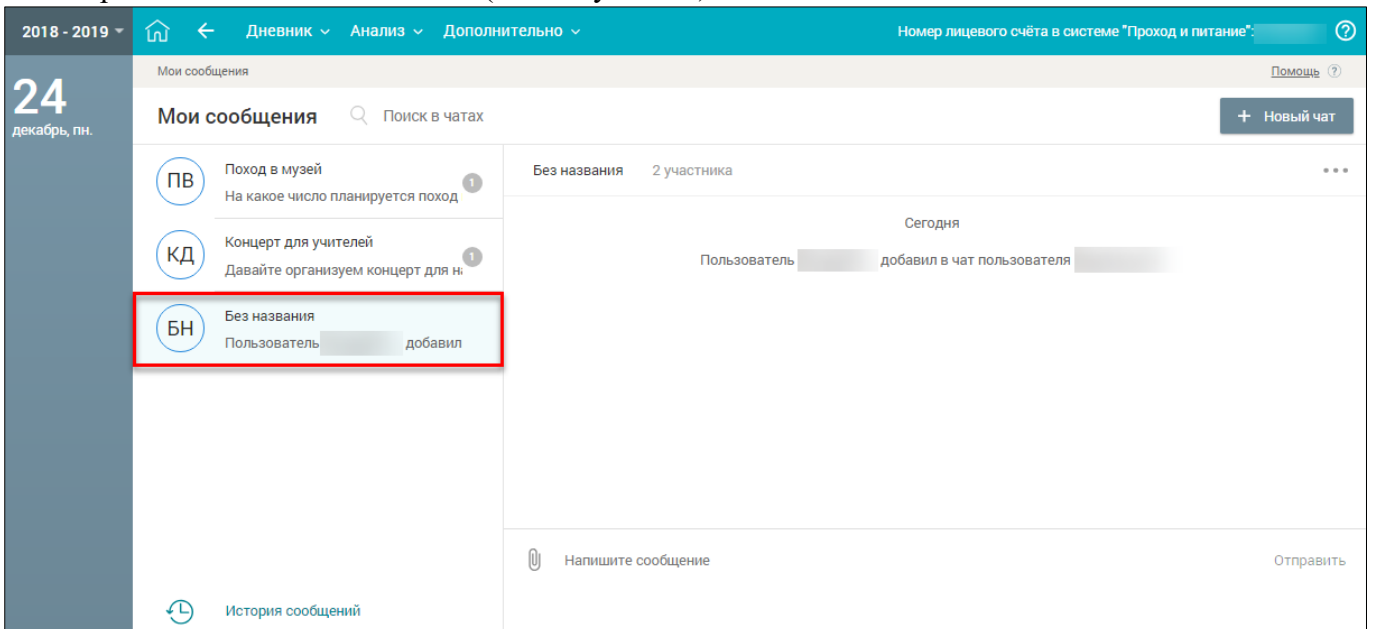 2018 - 2019 Дневник Анализ Дополнительно Номер лицевого счёта в системе "Проход и питание":
24
декабрь, пн.
Мои сообщения Помощь
Мои сообщения Поиск в чатах + Новый чат
ПВ Поход в музей 1
На какое число планируется поход
КД Концерт для учителей 1
Давайте организуем концерт для н
БН Без названия
Пользователь добавил
История сообщений
Без названия 2 участника
Сегодня
Пользователь добавил в чат пользователя
Напишите сообщение Отправить